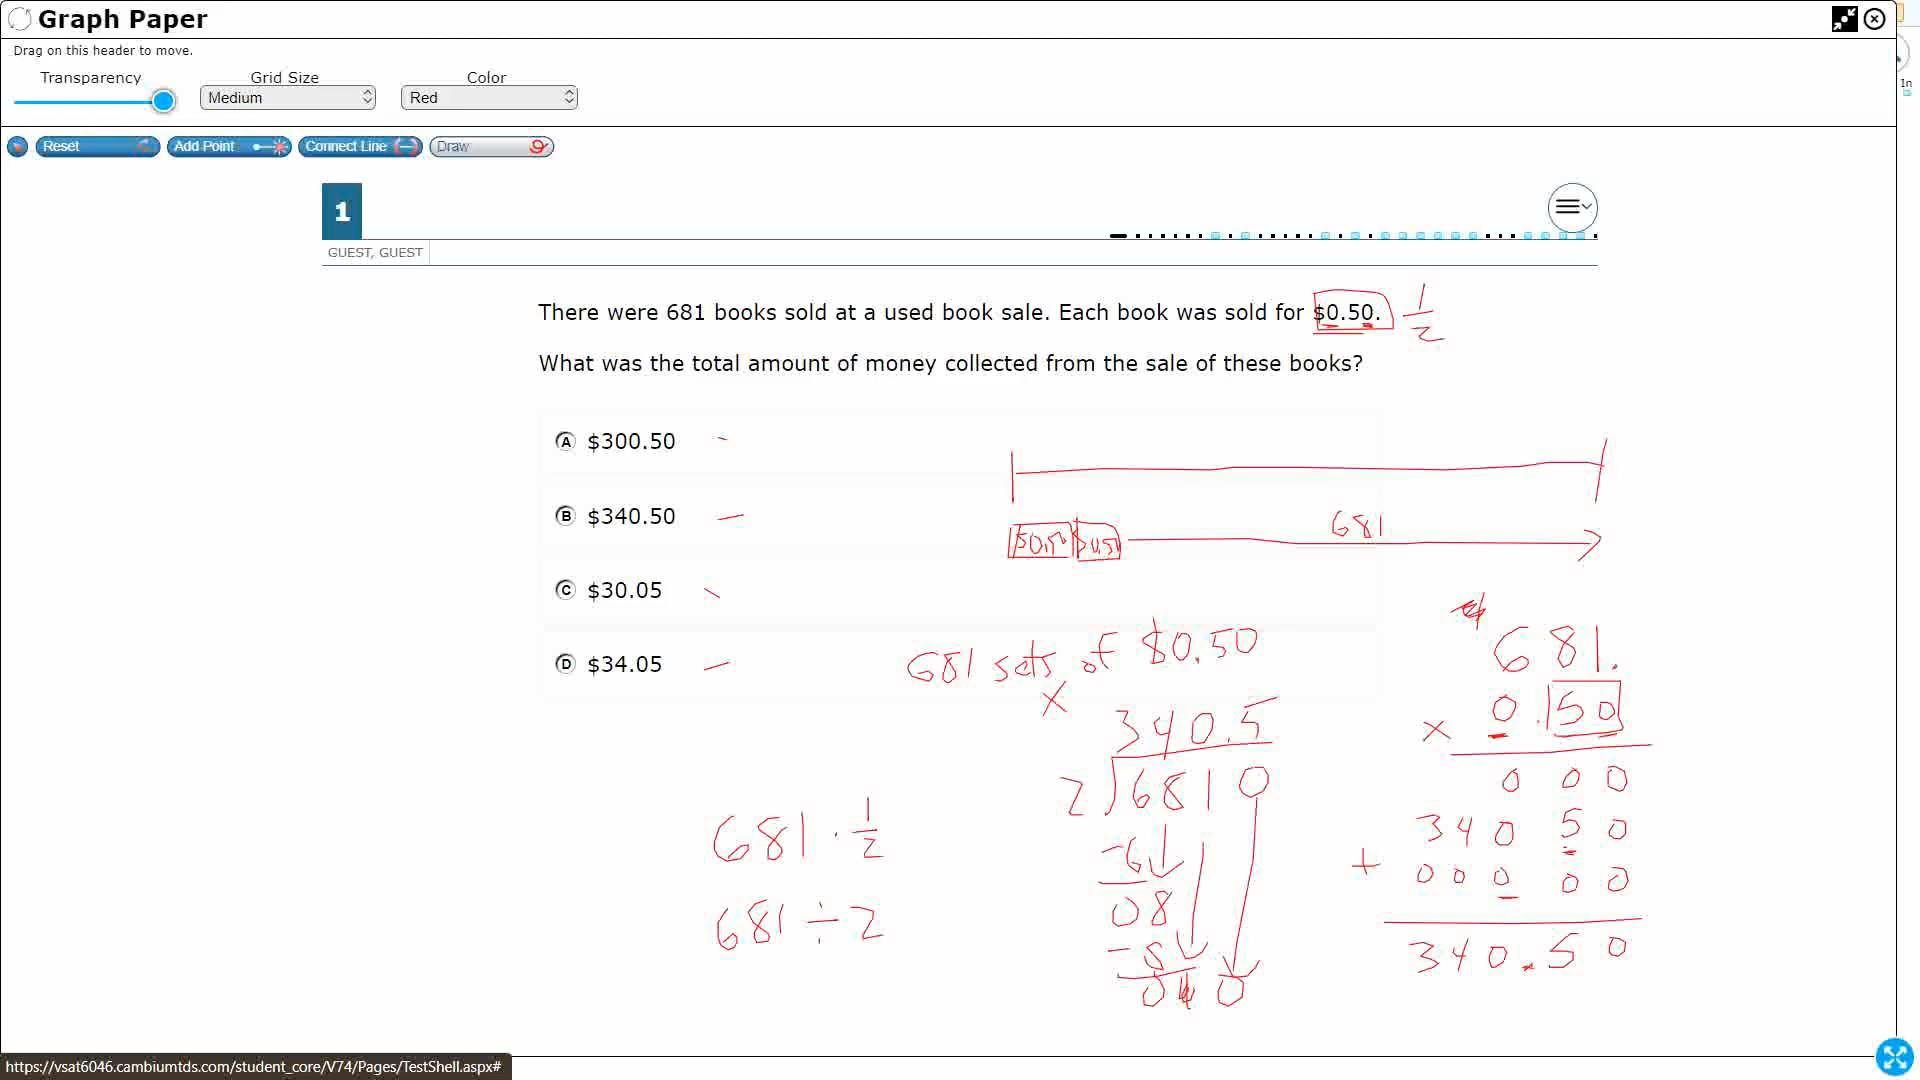 Graph Paper
Drag on this header to move.
Transparency Grid Size Color
Medium Red
Reset Add Point Connect Line Draw
In
1
GUEST, GUEST
There were 681 books sold at a used book sale. Each book was sold for $0.50. 1/2
What was the total amount of money collected from the sale of these books?
A $300.50
B $340.50
C $30.05
D $34.05
681
$0.50 $0.50
681 sets of $0.50
×
681.
× 0.50
000
34050
+ 00000
340.50
340.5
2 6810
-6
08
-8
010
681 · 1/2
681 ÷ 2
https://vsat6046.cambiumtds.com/student_core/V74/Pages/TestShell.aspx#